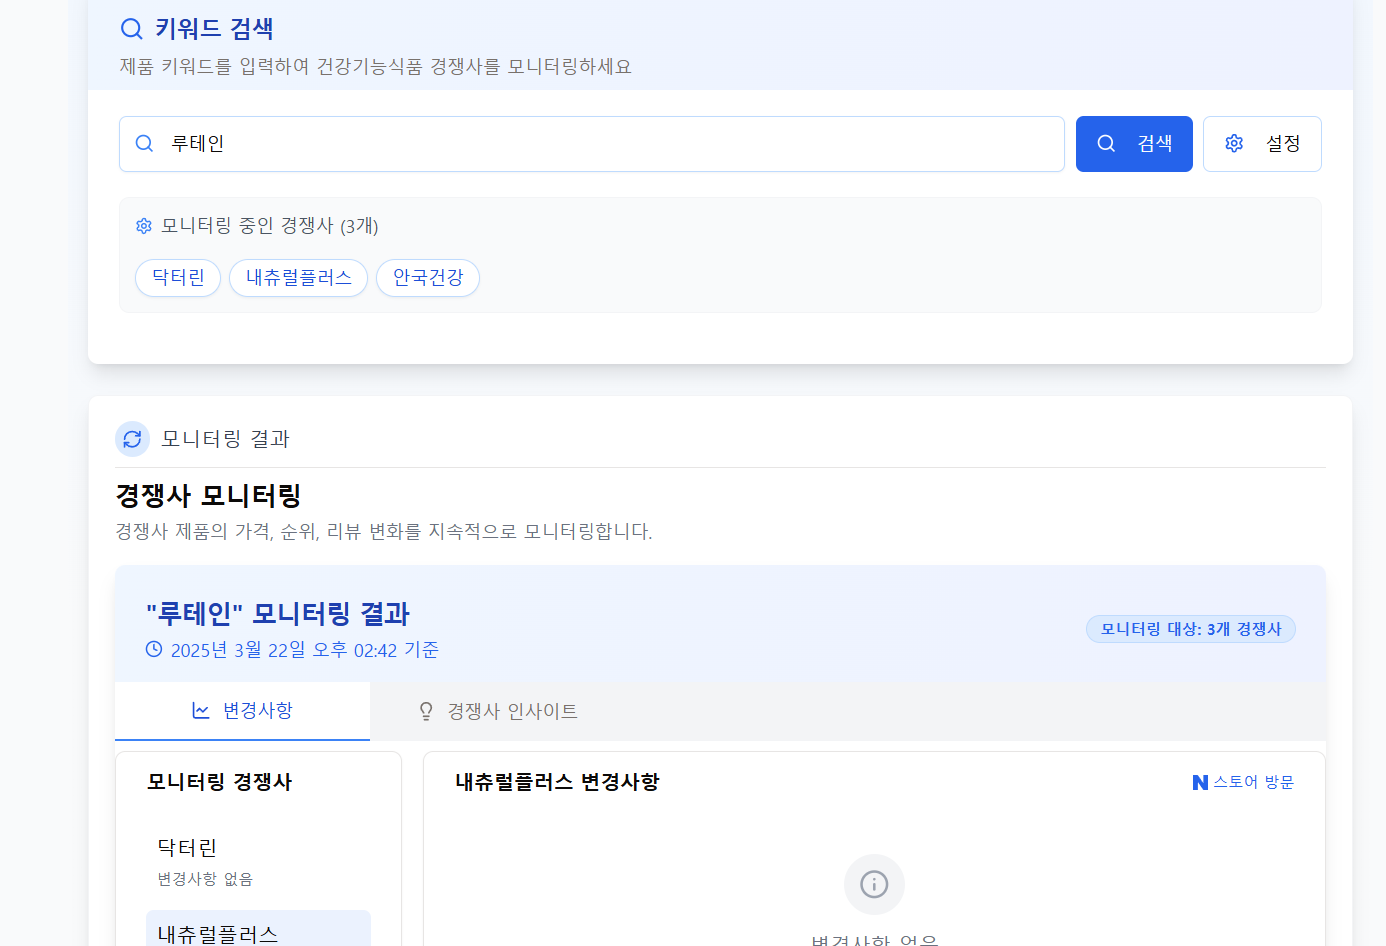 키워드 검색
제품 키워드를 입력하여 건강기능식품 경쟁사를 모니터링하세요
루테인
검색
설정
모니터링 중인 경쟁사 (3개)
닥터린
내츄럴플러스
안국건강
모니터링 결과
경쟁사 모니터링
경쟁사 제품의 가격, 순위, 리뷰 변화를 지속적으로 모니터링합니다.
"루테인" 모니터링 결과
2025년 3월 22일 오후 02:42 기준
모니터링 대상: 3개 경쟁사
변경사항
경쟁사 인사이트
모니터링 경쟁사
닥터린
변경사항 없음
내츄럴플러스
내츄럴플러스 변경사항
N 스토어 방문
변경사항 없음